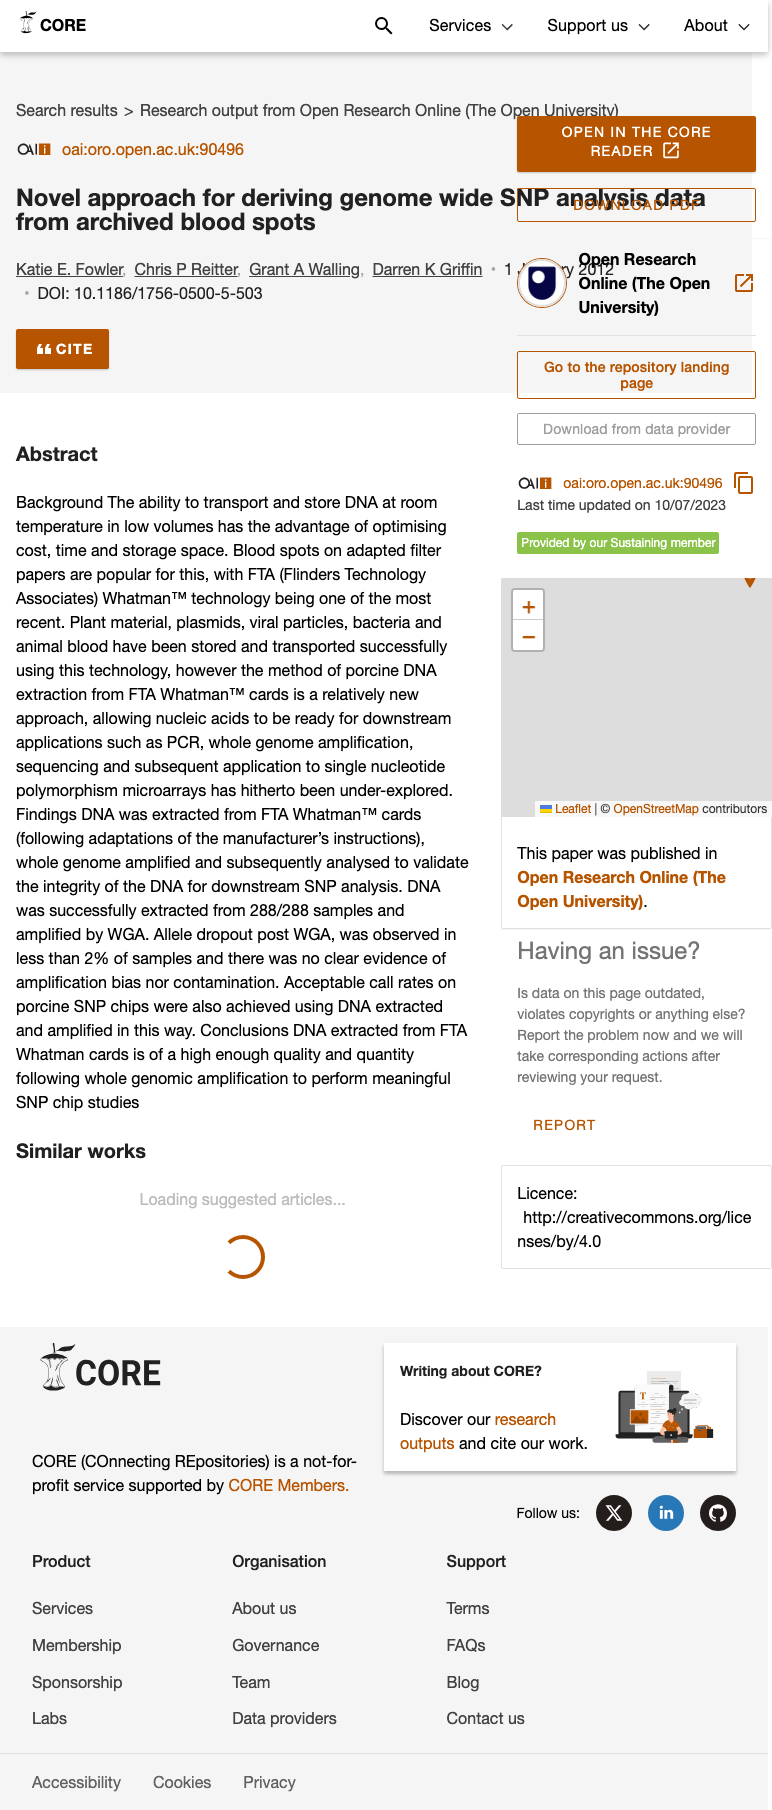 CORE
Services
Support us
About
Search results > Research output from Open Research Online (The Open University)
OAI oai:oro.open.ac.uk:90496
Novel approach for deriving genome wide SNP analysis data
from archived blood spots
Katie E. Fowler, Chris P Reitter, Grant A Walling, Darren K Griffin • 1 January 2012
• DOI: 10.1186/1756-0500-5-503
CITE
OPEN IN THE CORE
READER
DOWNLOAD PDF
Open Research
Online (The Open
University)
Go to the repository landing
page
Download from data provider
OAI oai:oro.open.ac.uk:90496
Last time updated on 10/07/2023
Provided by our Sustaining member
+
−
Leaflet | © OpenStreetMap contributors
This paper was published in
Open Research Online (The
Open University).
Having an issue?
Is data on this page outdated,
violates copyrights or anything else?
Report the problem now and we will
take corresponding actions after
reviewing your request.
REPORT
Licence:
http://creativecommons.org/lice
nses/by/4.0
Abstract
Background The ability to transport and store DNA at room
temperature in low volumes has the advantage of optimising
cost, time and storage space. Blood spots on adapted filter
papers are popular for this, with FTA (Flinders Technology
Associates) Whatman™ technology being one of the most
recent. Plant material, plasmids, viral particles, bacteria and
animal blood have been stored and transported successfully
using this technology, however the method of porcine DNA
extraction from FTA Whatman™ cards is a relatively new
approach, allowing nucleic acids to be ready for downstream
applications such as PCR, whole genome amplification,
sequencing and subsequent application to single nucleotide
polymorphism microarrays has hitherto been under-explored.
Findings DNA was extracted from FTA Whatman™ cards
(following adaptations of the manufacturer’s instructions),
whole genome amplified and subsequently analysed to validate
the integrity of the DNA for downstream SNP analysis. DNA
was successfully extracted from 288/288 samples and
amplified by WGA. Allele dropout post WGA, was observed in
less than 2% of samples and there was no clear evidence of
amplification bias nor contamination. Acceptable call rates on
porcine SNP chips were also achieved using DNA extracted
and amplified in this way. Conclusions DNA extracted from FTA
Whatman cards is of a high enough quality and quantity
following whole genomic amplification to perform meaningful
SNP chip studies
Similar works
Loading suggested articles...
CORE
CORE (COnnecting REpositories) is a not-for-
profit service supported by CORE Members.
Writing about CORE?
Discover our research
outputs and cite our work.
T
Follow us:
in
Product
Services
Membership
Sponsorship
Labs
Organisation
About us
Governance
Team
Data providers
Support
Terms
FAQs
Blog
Contact us
Accessibility
Cookies
Privacy